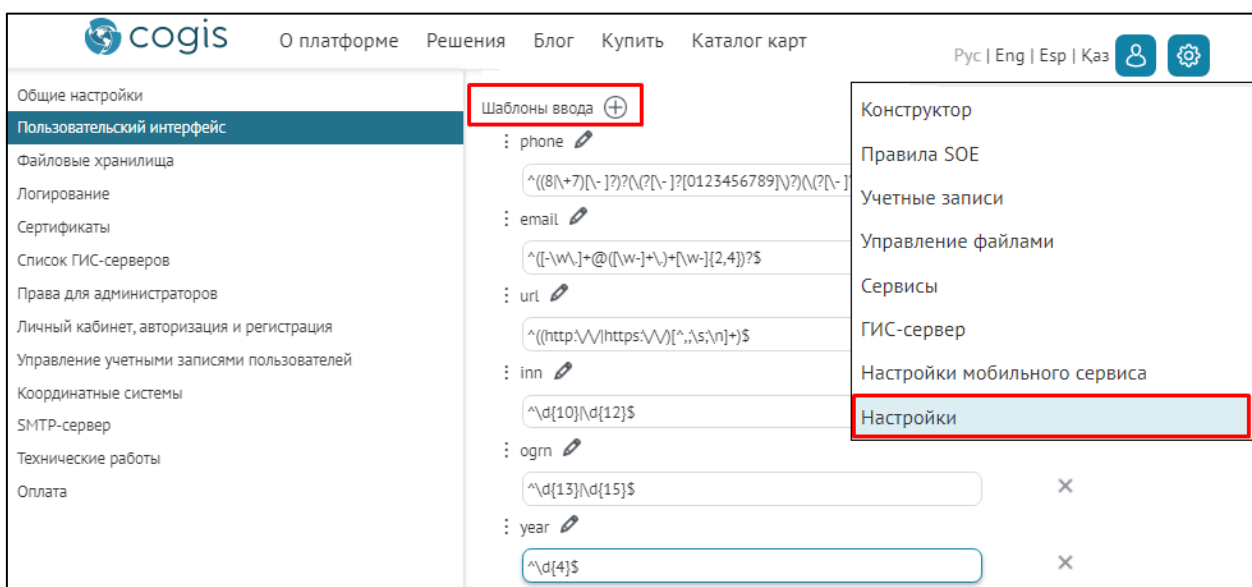 cogis
О платформе Решения Блог Купить Каталог карт
Рус | Eng | Esp | Қаз
Общие настройки
Пользовательский интерфейс
Файловые хранилища
Логирование
Сертификаты
Список ГИС-серверов
Права для администраторов
Личный кабинет, авторизация и регистрация
Управление учетными записями пользователей
Координатные системы
SMTP-сервер
Технические работы
Оплата
Шаблоны ввода
phone
^((8|\+7)[\- ]?)?(\(?[\- ]?[0123456789]\)?)(\(?[\- ]
email
^([-\w\.]+@([\w-]+\.)+[\w-]{2,4})?$
url
^((http:\/\/|https:\/\/)[^,;\s;\n]+)$
inn
^\d{10}|\d{12}$
ogrn
^\d{13}|\d{15}$
year
^\d{4}$
Конструктор
Правила SOE
Учетные записи
Управление файлами
Сервисы
ГИС-сервер
Настройки мобильного сервиса
Настройки